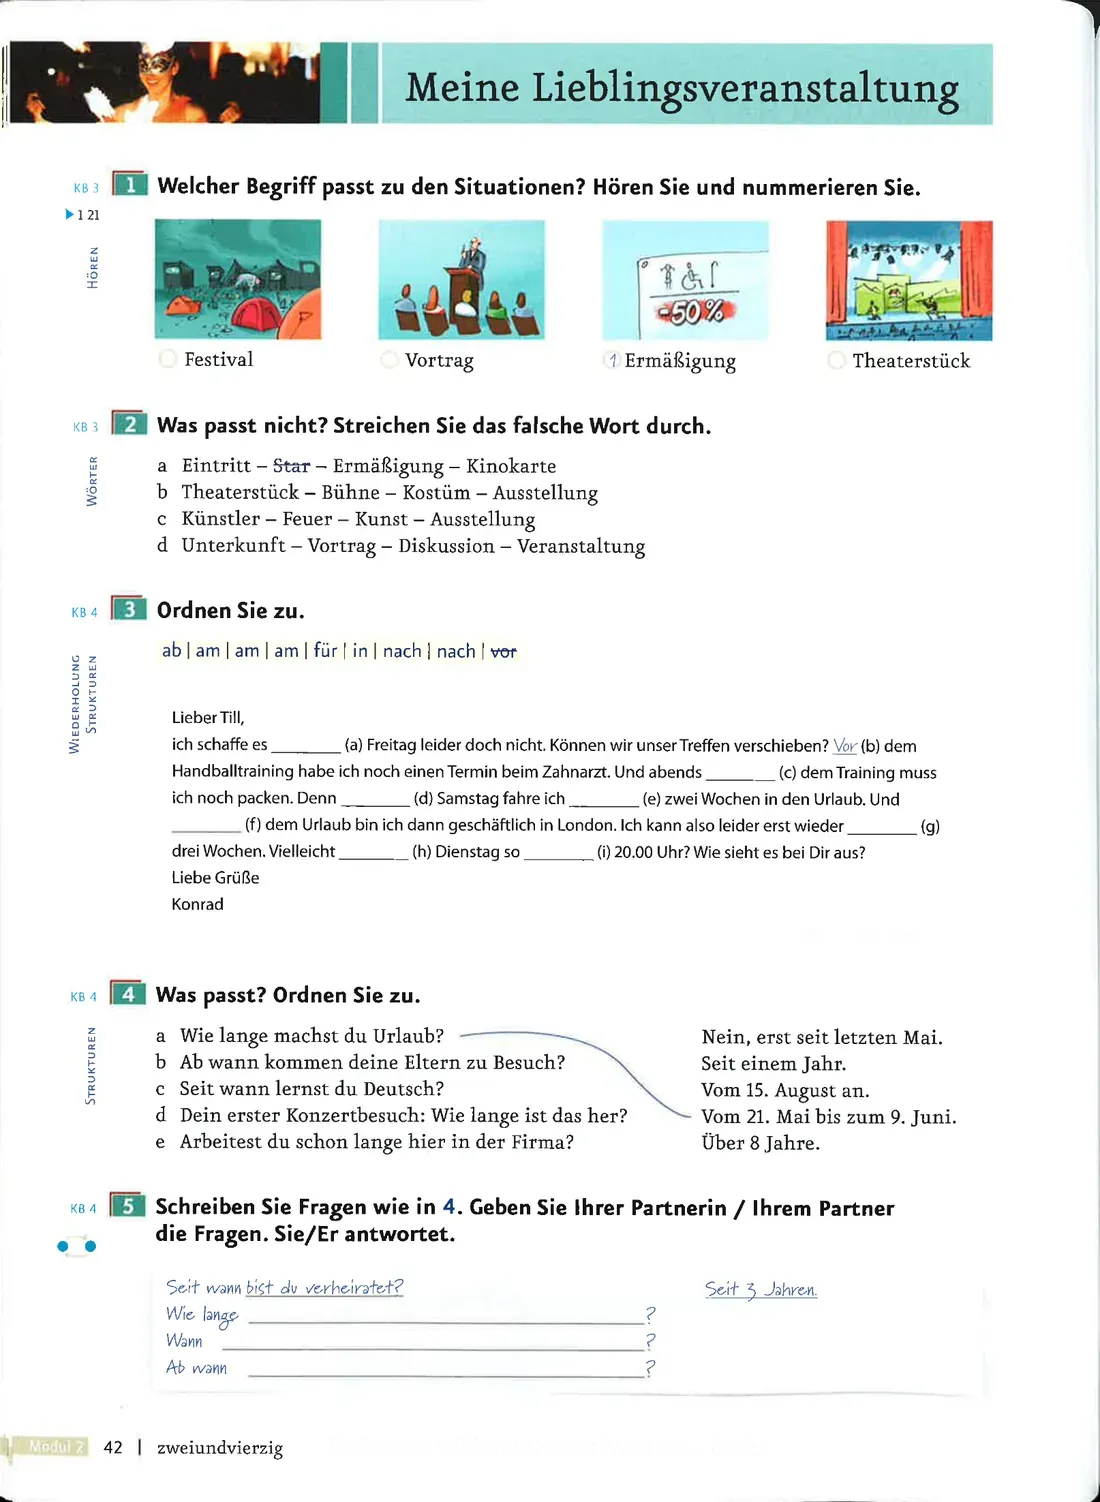 Meine Lieblingsveranstaltung
KB 3 1 Welcher Begriff passt zu den Situationen? Hören Sie und nummerieren Sie.
1 21
HÖREN
-50%
Festival
Vortrag
1 Ermäßigung
Theaterstück
KB 3 2 Was passt nicht? Streichen Sie das falsche Wort durch.
WÖRTER
a Eintritt – Star – Ermäßigung – Kinokarte
b Theaterstück – Bühne – Kostüm – Ausstellung
c Künstler – Feuer – Kunst – Ausstellung
d Unterkunft – Vortrag – Diskussion – Veranstaltung
KB 4 3 Ordnen Sie zu.
WIEDERHOLUNG
STRUKTUREN
ab | am | am | am | für | in | nach | nach | vor
Lieber Till,
ich schaffe es ________ (a) Freitag leider doch nicht. Können wir unser Treffen verschieben? Vor (b) dem
Handballtraining habe ich noch einen Termin beim Zahnarzt. Und abends ________ (c) dem Training muss
ich noch packen. Denn ________ (d) Samstag fahre ich ________ (e) zwei Wochen in den Urlaub. Und
________ (f) dem Urlaub bin ich dann geschäftlich in London. Ich kann also leider erst wieder ________ (g)
drei Wochen. Vielleicht ________ (h) Dienstag so ________ (i) 20.00 Uhr? Wie sieht es bei Dir aus?
Liebe Grüße
Konrad
KB 4 4 Was passt? Ordnen Sie zu.
STRUKTUREN
a Wie lange machst du Urlaub? Nein, erst seit letzten Mai.
b Ab wann kommen deine Eltern zu Besuch? Seit einem Jahr.
c Seit wann lernst du Deutsch? Vom 15. August an.
d Dein erster Konzertbesuch: Wie lange ist das her? Vom 21. Mai bis zum 9. Juni.
e Arbeitest du schon lange hier in der Firma? Über 8 Jahre.
KB 4 5 Schreiben Sie Fragen wie in 4. Geben Sie Ihrer Partnerin / Ihrem Partner
die Fragen. Sie/Er antwortet.
Seit wann bist du verheiratet? Seit 3 Jahren.
Wie lange ________?
Wann ________?
Ab wann ________?
Modul 2 42 | zweiundvierzig